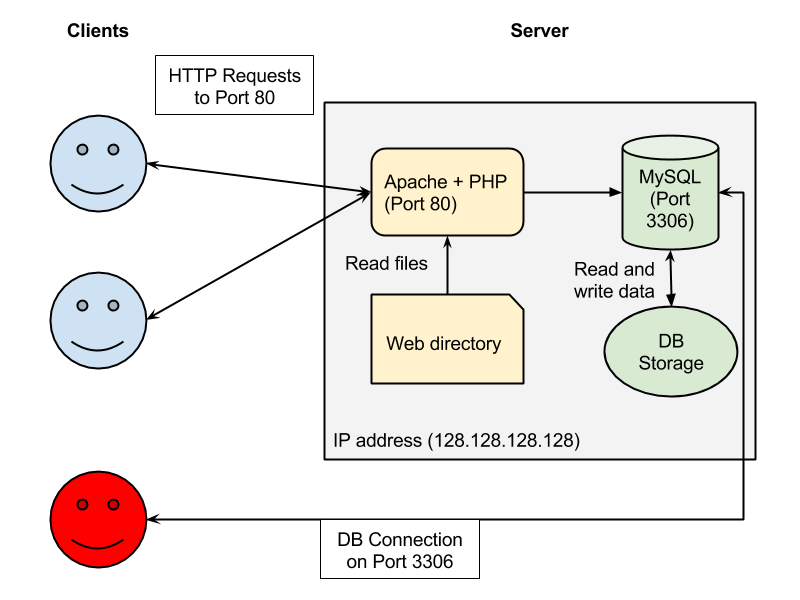 Clients
Server
HTTP Requests
to Port 80
Apache + PHP
(Port 80)
MySQL
(Port
3306)
Read files
Read and
write data
Web directory
DB
Storage
IP address (128.128.128.128)
DB Connection
on Port 3306